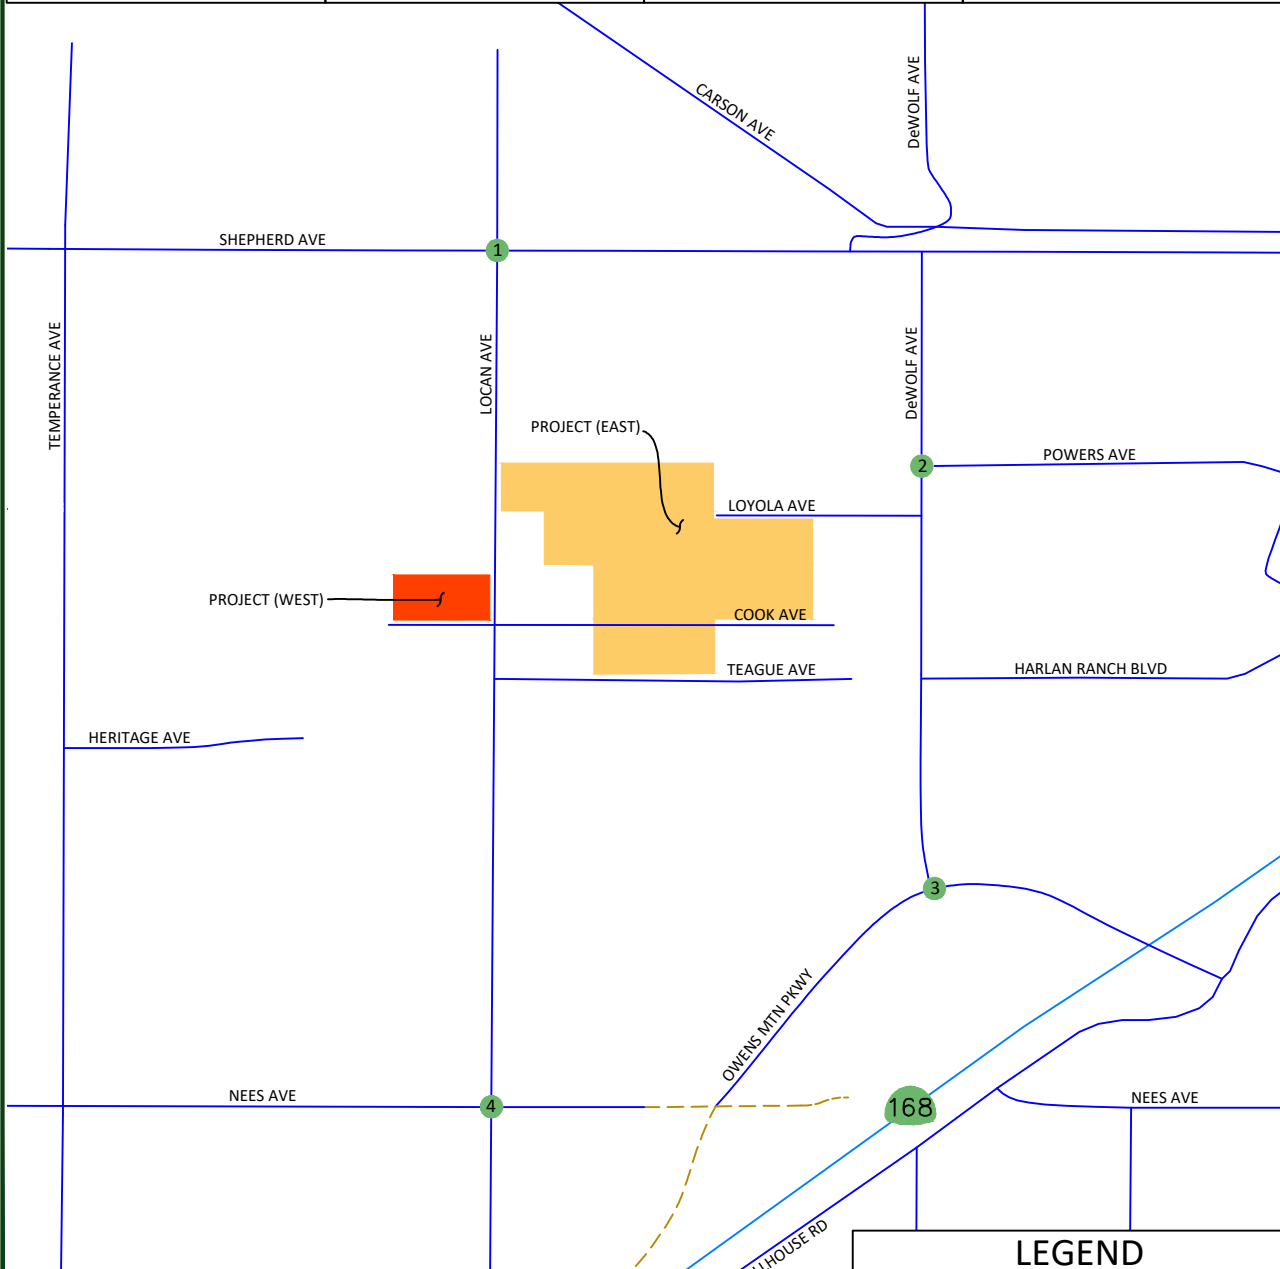 CARSON AVE
DeWOLF AVE
SHEPHERD AVE
1
TEMPERANCE AVE
LOCAN AVE
DeWOLF AVE
PROJECT (EAST)
2
POWERS AVE
LOYOLA AVE
PROJECT (WEST)
COOK AVE
TEAGUE AVE
HARLAN RANCH BLVD
HERITAGE AVE
3
OWENS MTN PKWY
NEES AVE
4
168
NEES AVE
LLHOUSE RD
LEGEND